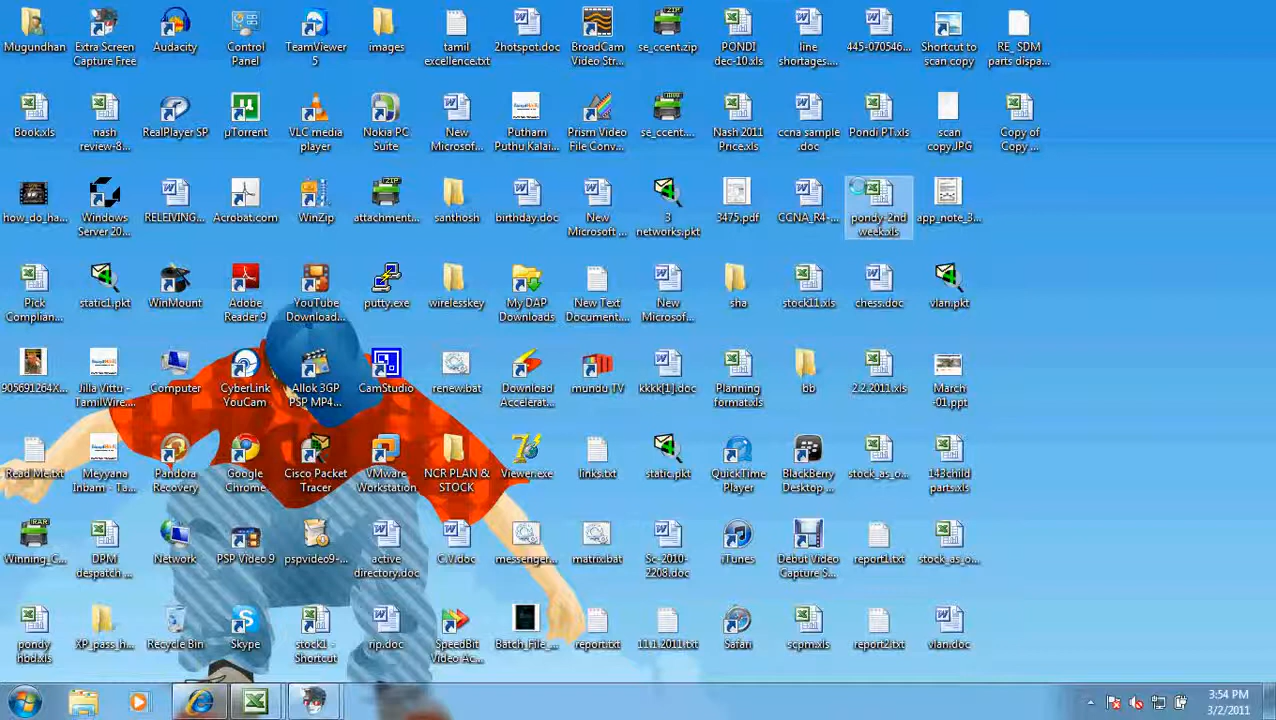 Mugundhan
Extra Screen
Capture Free
Audacity
Control
Panel
TeamViewer
5
images
tamil
excellence.txt
2hotspot.doc
BroadCam
Video Str...
se_ccent.zip
PONDI
dec-10.xls
line
shortages....
445-070546...
Shortcut to
scan copy
RE_ SDM
parts dispa...
Book.xls
nash
review-8...
RealPlayer SP
µTorrent
VLC media
player
Nokia PC
Suite
New
Microsof...
Putham
Puthu Kalai...
Prism Video
File Conv...
se_ccent....
Nash 2011
Price.xls
ccna sample
.doc
Pondi PT.xls
scan
copy.JPG
Copy of
Copy ...
how_do_ha...
Windows
Server 20...
RELEIVING...
Acrobat.com
WinZip
attachment...
santhosh
birthday.doc
New
Microsoft ...
3
networks.pkt
3475.pdf
CCNA_R4-...
pondy-2nd
week.xls
app_note_3...
Pick
Complian...
static1.pkt
WinMount
Adobe
Reader 9
YouTube
Download...
putty.exe
wirelesskey
My DAP
Downloads
New Text
Document....
New
Microsof...
sha
stock11.xls
chess.doc
vlan.pkt
905691264X...
Jilla Vittu -
TamilWire....
Computer
CyberLink
YouCam
Allok 3GP
PSP MP4...
CamStudio
renew.bat
Download
Accelerat...
mundu TV
kkkk[1].doc
Planning
format.xls
bb
2.2.2011.xls
March
-01.ppt
Read Me.txt
Meyyana
Inbam - Ta...
Pandora
Recovery
Google
Chrome
Cisco Packet
Tracer
VMware
Workstation
NCR PLAN &
STOCK
Viewer.exe
links.txt
static.pkt
QuickTime
Player
BlackBerry
Desktop ...
stock_as_o...
143child
parts.xls
Winning_C...
DPM
despatch ...
Network
PSP Video 9
pspvideo9-...
active
directory.doc
C.V.doc
messenger...
matrix.bat
Sc-2010-
2208.doc
iTunes
Debut Video
Capture S...
report1.txt
stock_as_o...
pondy
hbd.xls
XP_pass_h...
Recycle Bin
Skype
stock1 -
Shortcut
rip.doc
SpeedBit
Video Ac...
Batch_File_...
report.txt
11.1.2011.txt
Safari
scpm.xls
report2.txt
vlan.doc
3:54 PM
3/2/2011